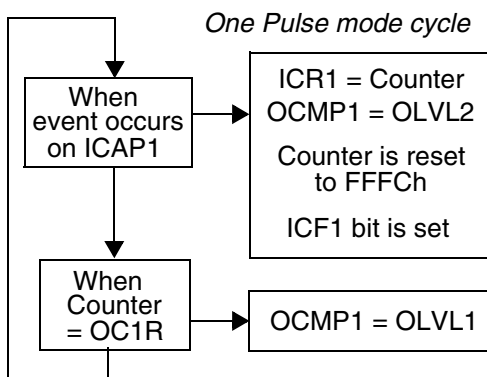 One Pulse mode cycle
When
event occurs
on ICAP1
ICR1 = Counter
OCMP1 = OLVL2
Counter is reset
to FFFCh
ICF1 bit is set
When
Counter
= OC1R
OCMP1 = OLVL1